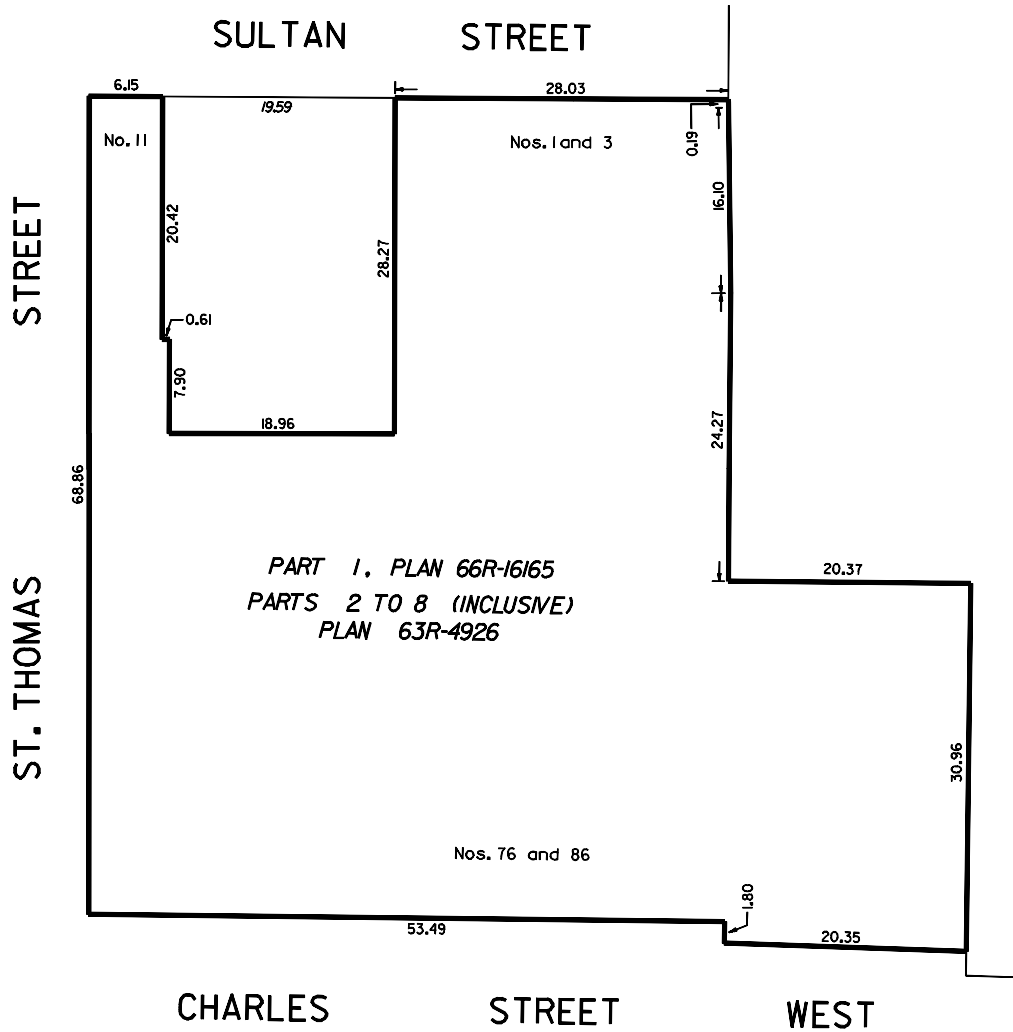 SULTAN STREET
6.15
28.03
19.59
No. 11
Nos. 1 and 3
0.19
16.10
20.42
28.27
STREET
0.61
7.90
18.96
24.27
68.86
PART 1, PLAN 66R-16165
20.37
PARTS 2 TO 8 (INCLUSIVE)
PLAN 63R-4926
ST. THOMAS
30.96
Nos. 76 and 86
1.80
53.49
20.35
CHARLES STREET WEST